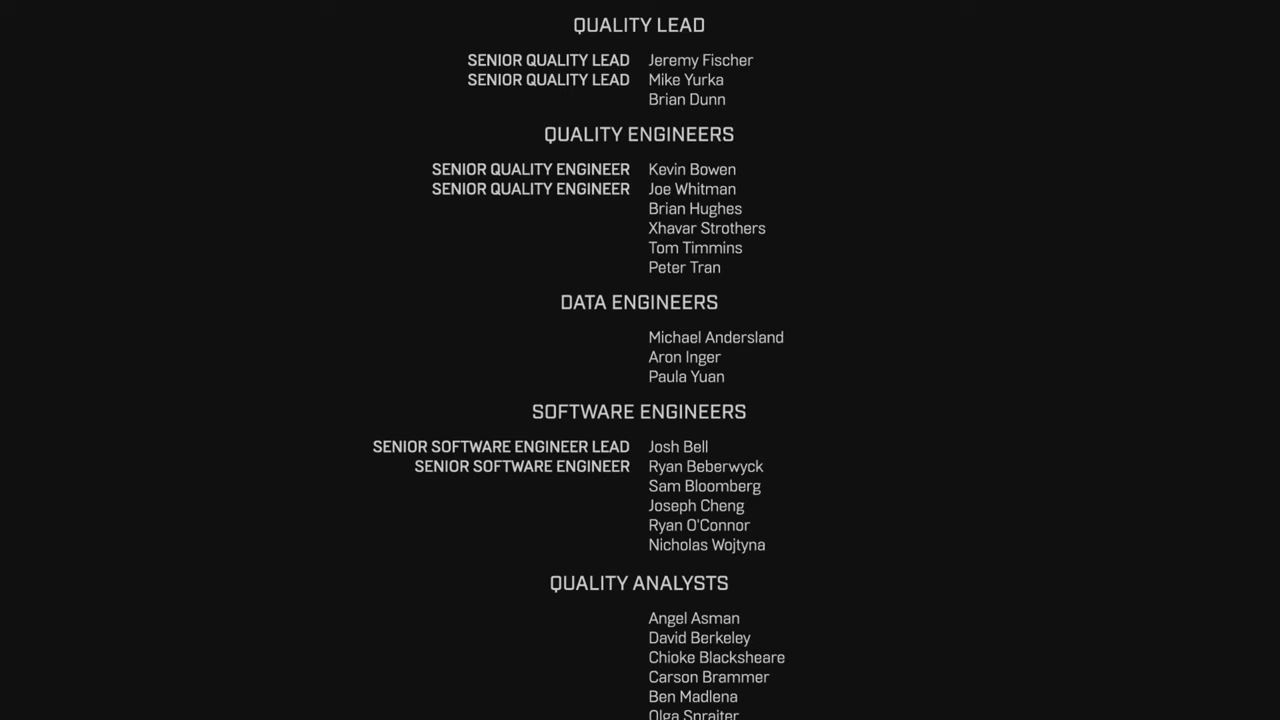 QUALITY LEAD
SENIOR QUALITY LEAD Jeremy Fischer
SENIOR QUALITY LEAD Mike Yurka
Brian Dunn
QUALITY ENGINEERS
SENIOR QUALITY ENGINEER Kevin Bowen
SENIOR QUALITY ENGINEER Joe Whitman
Brian Hughes
Xhavar Strothers
Tom Timmins
Peter Tran
DATA ENGINEERS
Michael Andersland
Aron Inger
Paula Yuan
SOFTWARE ENGINEERS
SENIOR SOFTWARE ENGINEER LEAD Josh Bell
SENIOR SOFTWARE ENGINEER Ryan Beberwyck
Sam Bloomberg
Joseph Cheng
Ryan O'Connor
Nicholas Wojtyna
QUALITY ANALYSTS
Angel Asman
David Berkeley
Chioke Blacksheare
Carson Brammer
Ben Madlena
Olga Spraiter